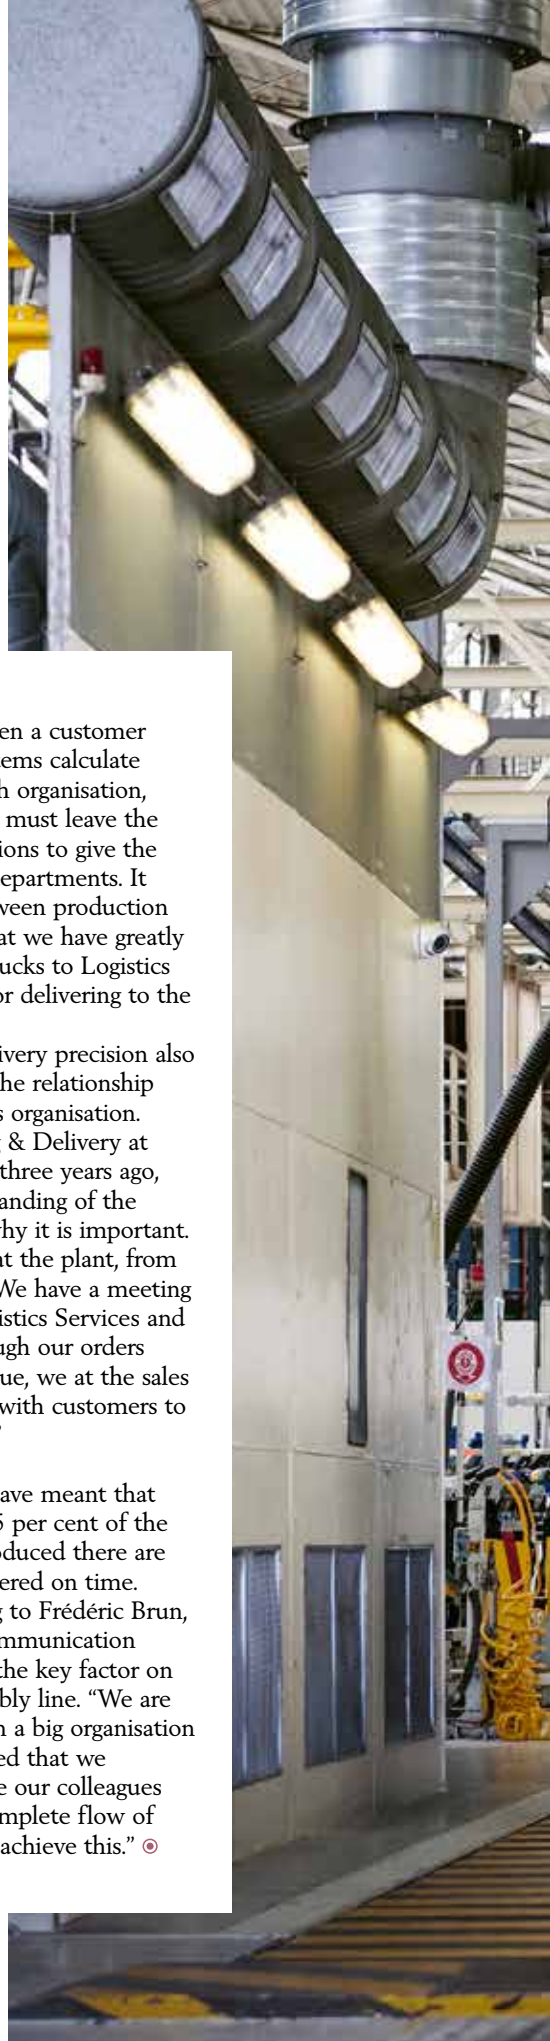 en a customer
ems calculate
h organisation,
must leave the
ions to give the
epartments. It
ween production
at we have greatly
ucks to Logistics
or delivering to the
ivery precision also
he relationship
s organisation.
& Delivery at
three years ago,
anding of the
why it is important.
at the plant, from
We have a meeting
istics Services and
ugh our orders
ue, we at the sales
with customers to
”
ave meant that
5 per cent of the
oduced there are
ered on time.
g to Frédéric Brun,
mmunication
the key factor on
bly line. “We are
n a big organisation
ed that we
e our colleagues
mplete flow of
achieve this.”